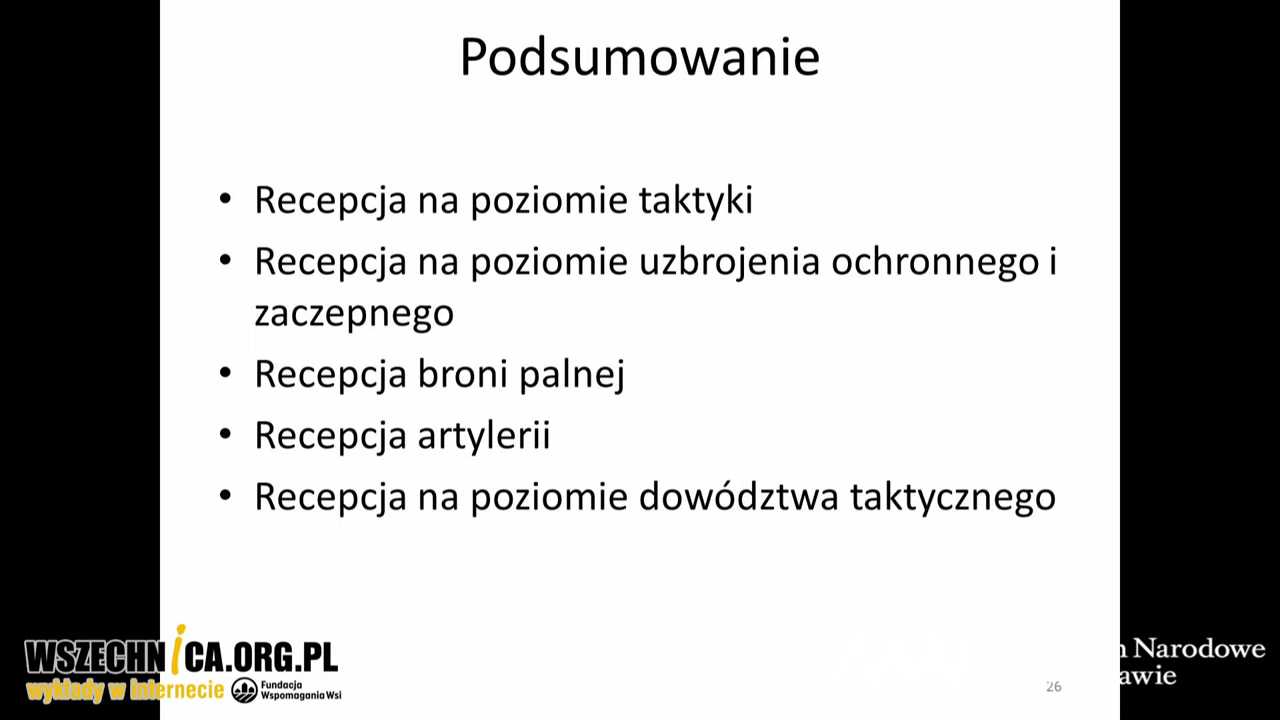 Podsumowanie
• Recepcja na poziomie taktyki
• Recepcja na poziomie uzbrojenia ochronnego i
zaczepnego
• Recepcja broni palnej
• Recepcja artylerii
• Recepcja na poziomie dowództwa taktycznego
WSZECHNiCA.ORG.PL
wykłady w internecie
Fundacja
Wspomagania Wsi
26
Narodowe
awie